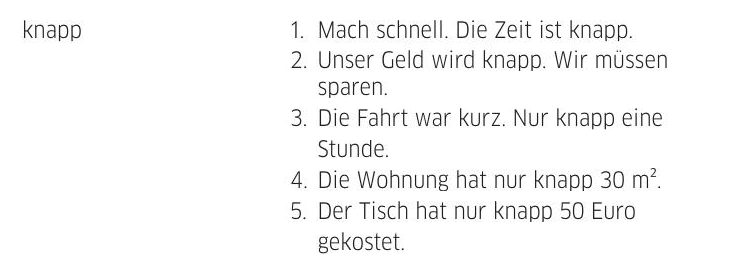 knapp
1. Mach schnell. Die Zeit ist knapp.
2. Unser Geld wird knapp. Wir müssen
sparen.
3. Die Fahrt war kurz. Nur knapp eine
Stunde.
4. Die Wohnung hat nur knapp 30 m².
5. Der Tisch hat nur knapp 50 Euro
gekostet.